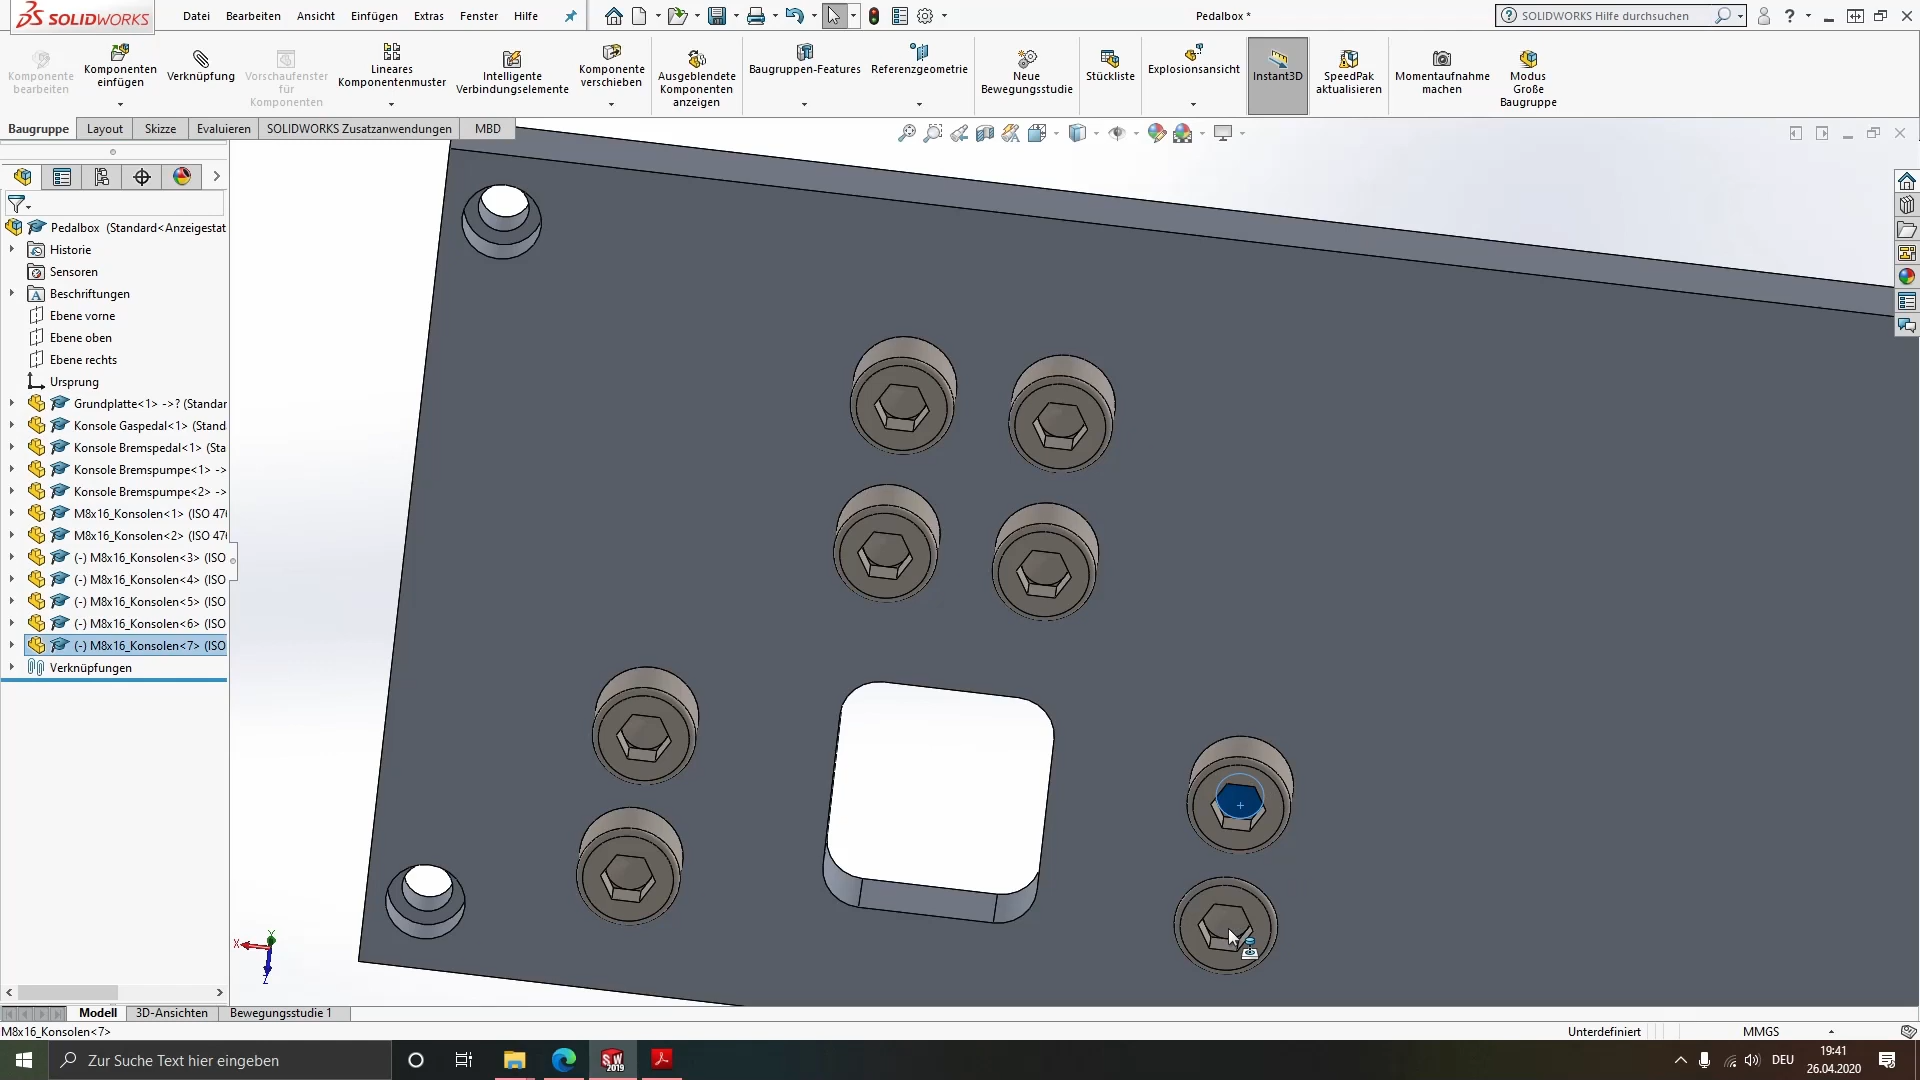 SOLIDWORKS
Datei Bearbeiten Ansicht Einfügen Extras Fenster Hilfe
Pedalbox *
SOLIDWORKS Hilfe durchsuchen
Komponente bearbeiten
Komponenten einfügen
Verknüpfung
Vorschaufenster für Komponenten
Lineares Komponentenmuster
Intelligente Verbindungselemente
Komponente verschieben
Ausgeblendete Komponenten anzeigen
Baugruppen-Features
Referenzgeometrie
Neue Bewegungsstudie
Stückliste
Explosionsansicht
Instant3D
SpeedPak aktualisieren
Momentaufnahme machen
Modus Große Baugruppe
Baugruppe Layout Skizze Evaluieren SOLIDWORKS Zusatzanwendungen MBD
Pedalbox (Standard<Anzeigestat
Historie
Sensoren
Beschriftungen
Ebene vorne
Ebene oben
Ebene rechts
Ursprung
Grundplatte<1> ->? (Standar
Konsole Gaspedal<1> (Stand
Konsole Bremspedal<1> (Sta
Konsole Bremspumpe<1> ->
Konsole Bremspumpe<2> ->
M8x16_Konsolen<1> (ISO 476
M8x16_Konsolen<2> (ISO 476
(-) M8x16_Konsolen<3> (ISO
(-) M8x16_Konsolen<4> (ISO
(-) M8x16_Konsolen<5> (ISO
(-) M8x16_Konsolen<6> (ISO
(-) M8x16_Konsolen<7> (ISO
Verknüpfungen
X Y Z
Modell 3D-Ansichten Bewegungsstudie 1
M8x16_Konsolen<7>
Unterdefiniert MMGS
Zur Suche Text hier eingeben
SW 2019
DEU
19:41
26.04.2020